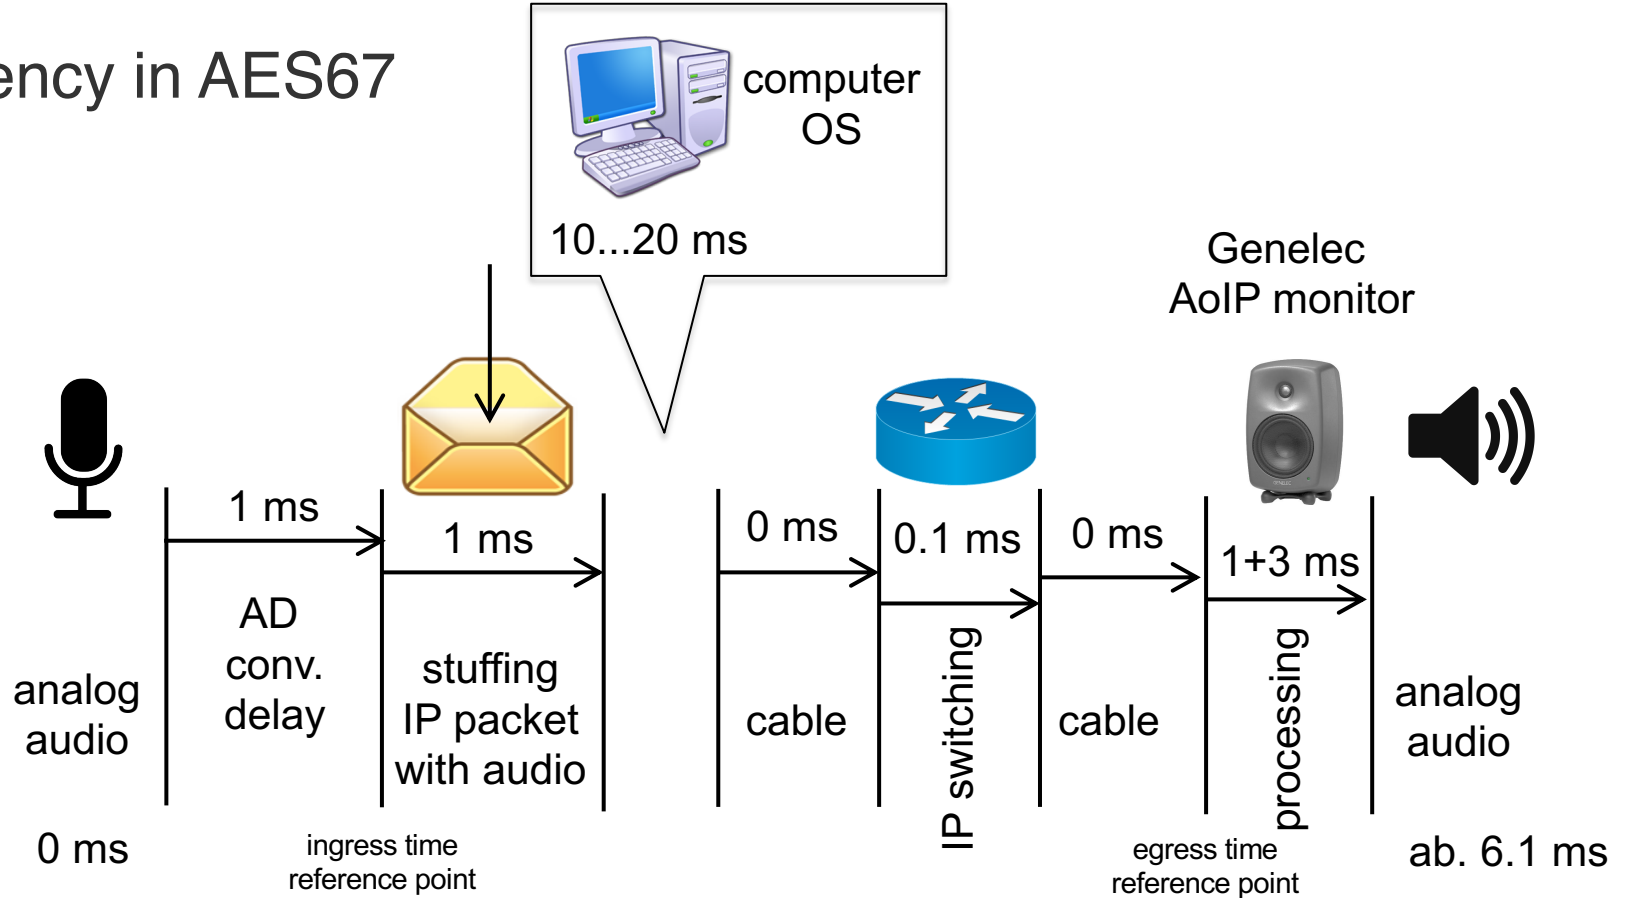 ency in AES67
computer
OS
10...20 ms
Genelec
AoIP monitor
1 ms
1 ms
0 ms
0.1 ms
0 ms
1+3 ms
AD
conv.
delay
stuffing
IP packet
with audio
analog
audio
cable
IP switching
cable
processing
analog
audio
0 ms
ingress time
reference point
egress time
reference point
ab. 6.1 ms
GENELEC